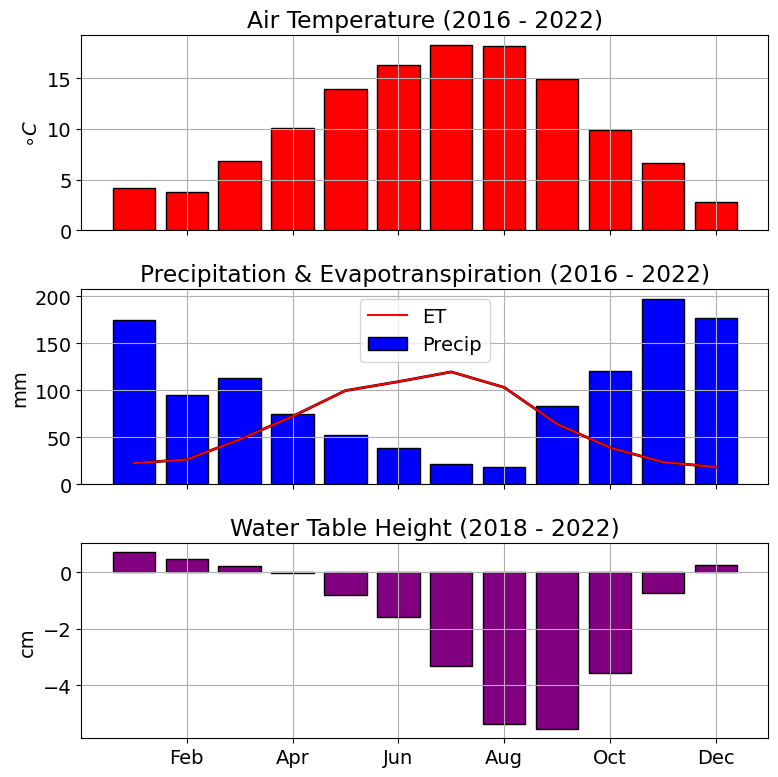 Air Temperature (2016 - 2022)
°C
15
10
5
0
Precipitation & Evapotranspiration (2016 - 2022)
mm
200
150
100
50
0
ET
Precip
Water Table Height (2018 - 2022)
cm
0
−2
−4
Feb Apr Jun Aug Oct Dec